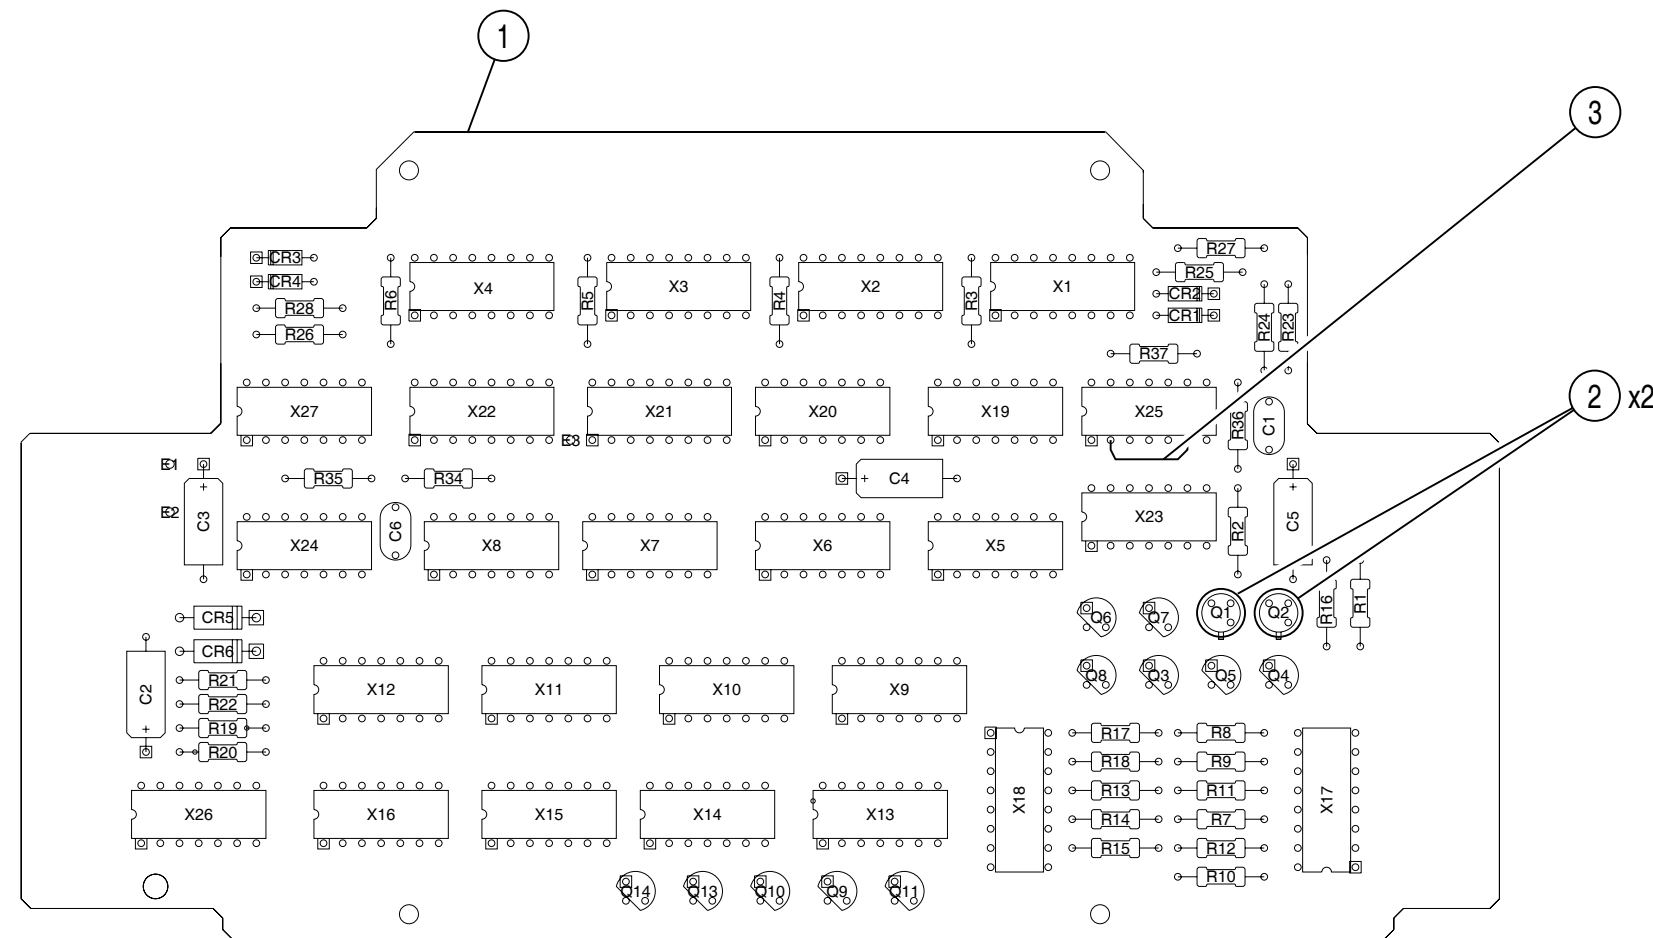 1
3
CR3
R27
CR4
R25
R6
X4
R5
X3
R4
X2
R3
X1
CR2
R28
CR1
R24
R23
R26
R37
2 x2
X27
X22
X21
X20
X19
X25
R36
C1
E3
E1
R35
R34
C4
E2
C3
C6
X23
R2
C5
X24
X8
X7
X6
X5
R16
R1
CR5
Q6
Q7
Q1
Q2
CR6
C2
R21
X12
X11
X10
X9
Q8
Q3
Q5
Q4
R22
R19
R17
R8
R20
R18
R9
X26
X16
X15
X14
X13
X18
R13
R11
X17
R14
R7
R15
R12
R10
Q14
Q13
Q10
Q9
Q11